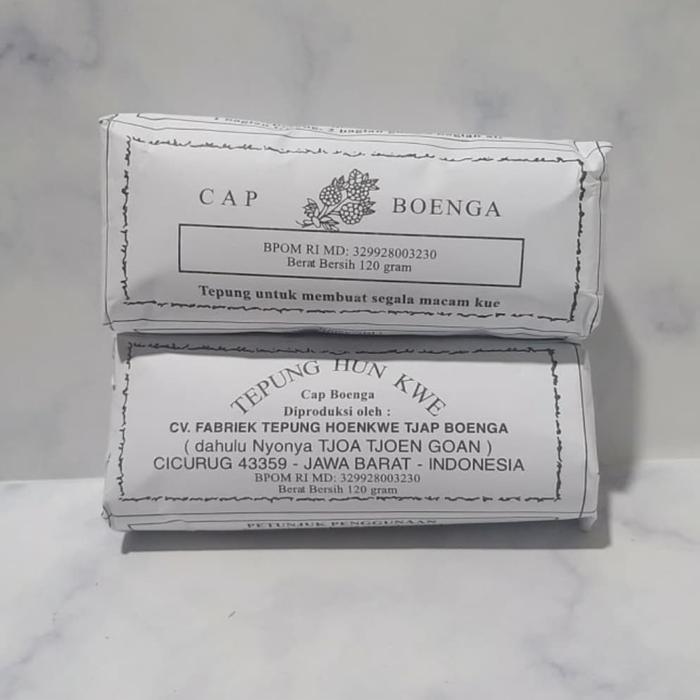 CAP BOENGA
BPOM RI MD: 329928003230
Berat Bersih 120 gram
Tepung untuk membuat segala macam kue
TEPUNG HUN KWE
Cap Boenga
Diproduksi oleh :
CV. FABRIEK TEPUNG HOENKWE TJAP BOENGA
( dahulu Nyonya TJOA TJOEN GOAN )
CICURUG 43359 - JAWA BARAT - INDONESIA
BPOM RI MD: 329928003230
Berat Bersih 120 gram
PETUNJUK PENGGUNAAN